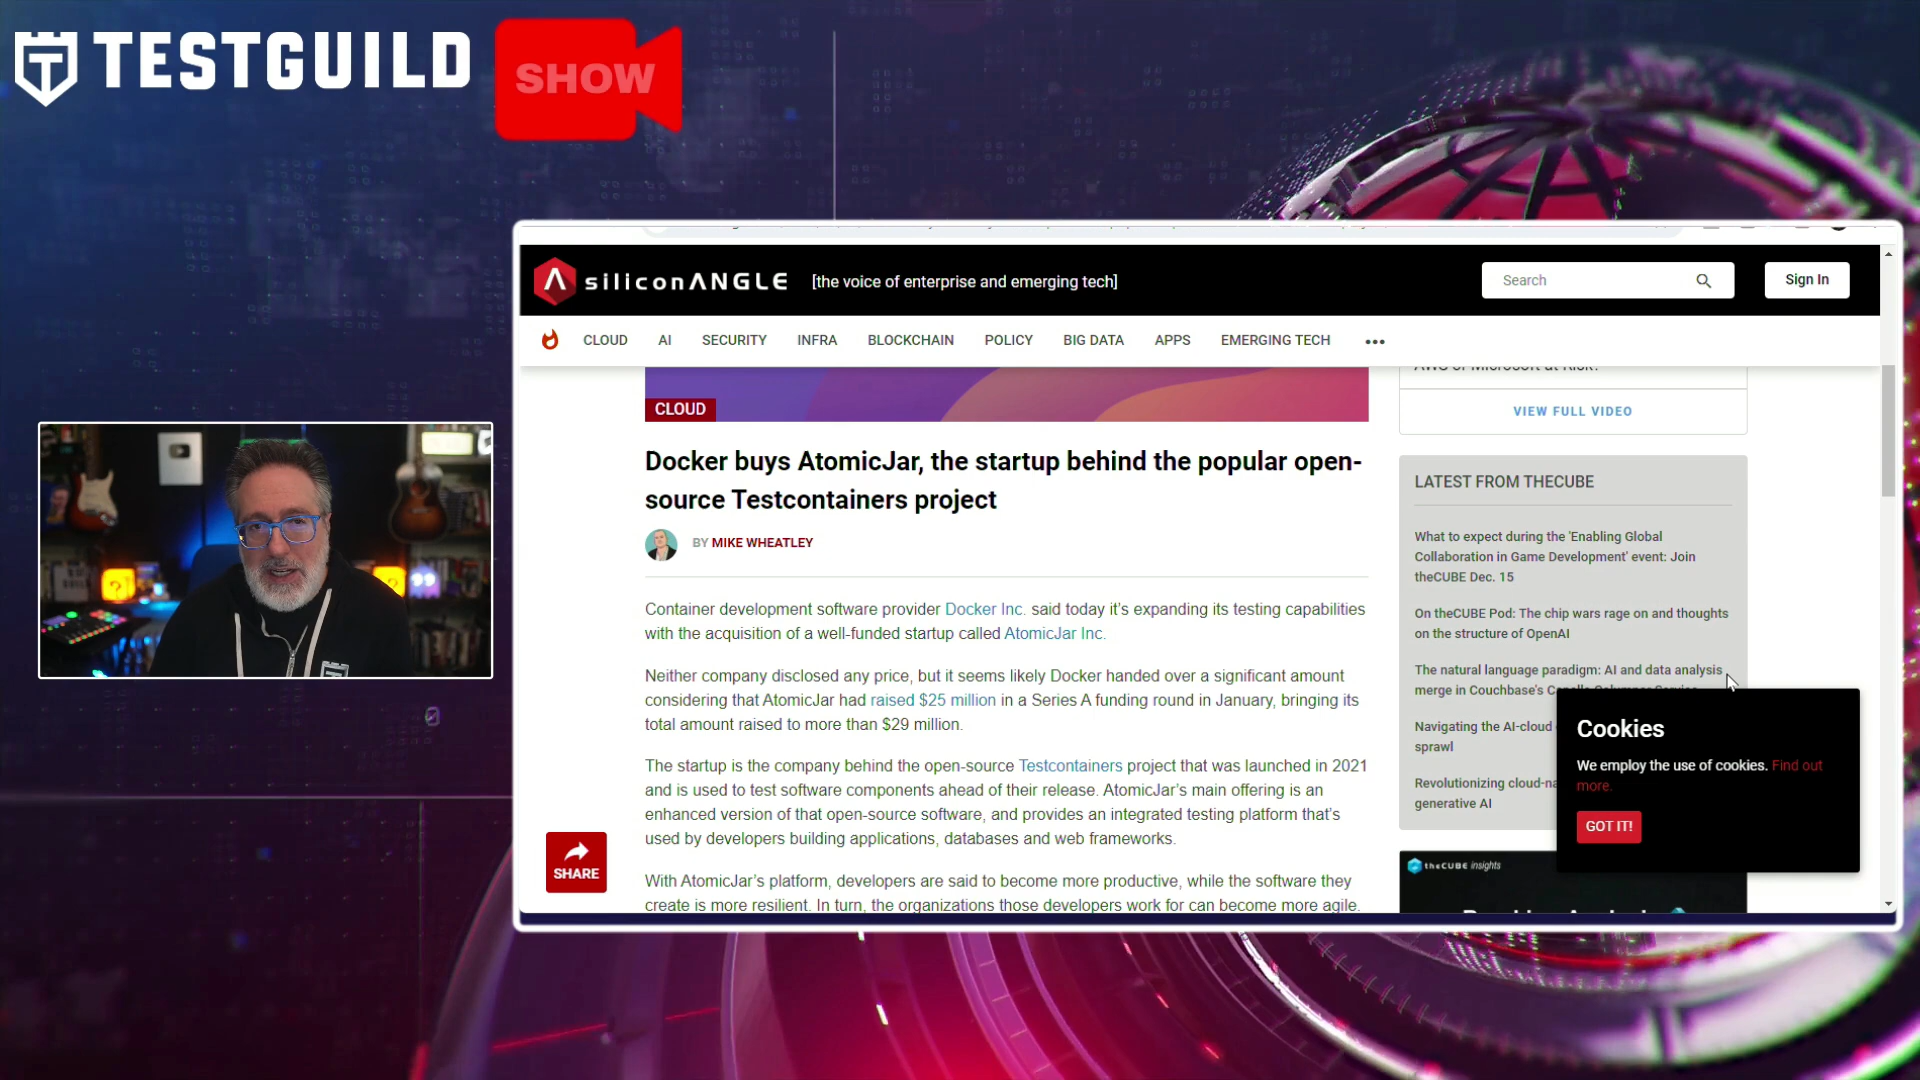 TESTGUILD
SHOW
siliconANGLE
[the voice of enterprise and emerging tech]
Search
Sign In
CLOUD
AI
SECURITY
INFRA
BLOCKCHAIN
POLICY
BIG DATA
APPS
EMERGING TECH
•••
CLOUD
Docker buys AtomicJar, the startup behind the popular open-
source Testcontainers project
BY MIKE WHEATLEY
Container development software provider Docker Inc. said today it’s expanding its testing capabilities
with the acquisition of a well-funded startup called AtomicJar Inc.
Neither company disclosed any price, but it seems likely Docker handed over a significant amount
considering that AtomicJar had raised $25 million in a Series A funding round in January, bringing its
total amount raised to more than $29 million.
The startup is the company behind the open-source Testcontainers project that was launched in 2021
and is used to test software components ahead of their release. AtomicJar’s main offering is an
enhanced version of that open-source software, and provides an integrated testing platform that’s
used by developers building applications, databases and web frameworks.
With AtomicJar’s platform, developers are said to become more productive, while the software they
create is more resilient. In turn, the organizations those developers work for can become more agile.
SHARE
AWS or Microsoft at Risk?
VIEW FULL VIDEO
LATEST FROM THECUBE
What to expect during the 'Enabling Global
Collaboration in Game Development' event: Join
theCUBE Dec. 15
On theCUBE Pod: The chip wars rage on and thoughts
on the structure of OpenAI
The natural language paradigm: AI and data analysis
merge in Couchbase's
Navigating the AI-cloud
sprawl
Revolutionizing cloud-na
generative AI
theCUBE insights
Cookies
We employ the use of cookies. Find out
more.
GOT IT!